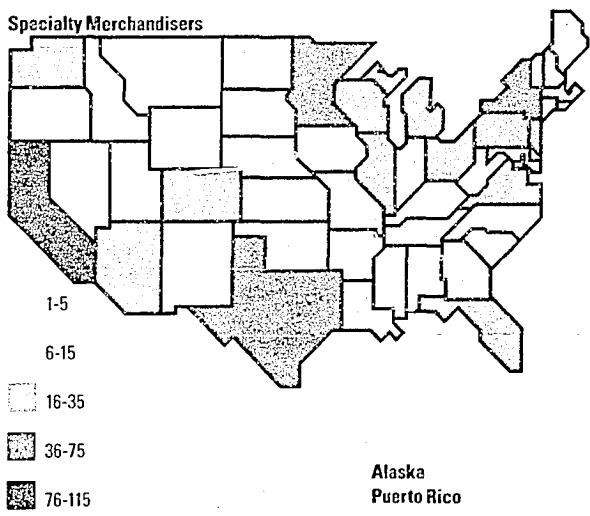 Specialty Merchandisers
1-5
6-15
16-35
36-75
76-115
Alaska
Puerto Rico